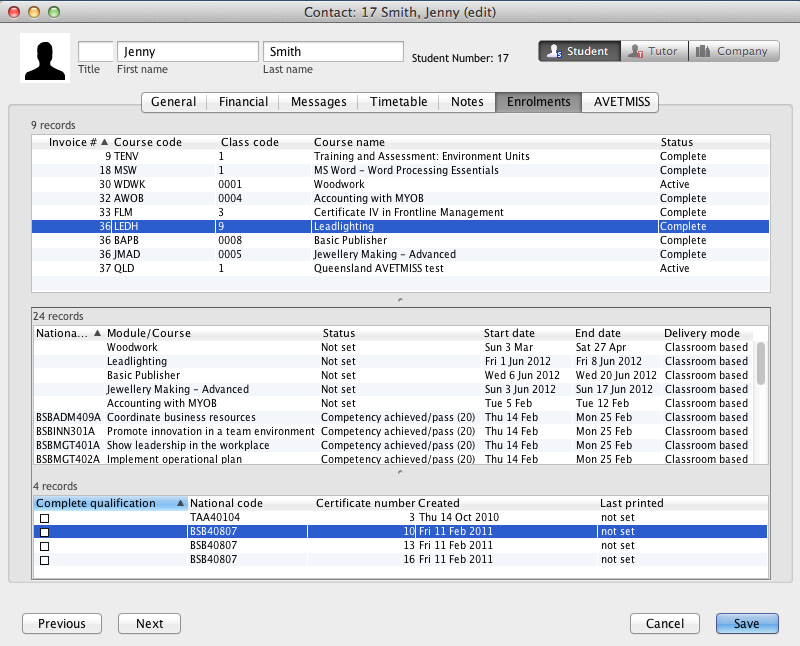 Contact: 17 Smith, Jenny (edit)
Jenny Smith Student Number: 17 Student Tutor Company
Title First name Last name
General Financial Messages Timetable Notes Enrolments AVETMISS
9 records
Invoice # Course code Class code Course name Status
9 TENV 1 Training and Assessment: Environment Units Complete
18 MSW 1 MS Word - Word Processing Essentials Complete
30 WDWK 0001 Woodwork Active
32 AWOB 0004 Accounting with MYOB Complete
33 FLM 3 Certificate IV in Frontline Management Complete
36 LEDH 9 Leadlighting Complete
36 BAPB 0008 Basic Publisher Complete
36 JMAD 0005 Jewellery Making - Advanced Complete
37 QLD 1 Queensland AVETMISS test Active
24 records
Nationa... Module/Course Status Start date End date Delivery mode
Woodwork Not set Sun 3 Mar Sat 27 Apr Classroom based
Leadlighting Not set Fri 1 Jun 2012 Fri 8 Jun 2012 Classroom based
Basic Publisher Not set Wed 6 Jun 2012 Wed 20 Jun 2012 Classroom based
Jewellery Making - Advanced Not set Sun 3 Jun 2012 Sun 17 Jun 2012 Classroom based
Accounting with MYOB Not set Tue 5 Feb Tue 12 Feb Classroom based
BSBADM409A Coordinate business resources Competency achieved/pass (20) Thu 14 Feb Mon 25 Feb Classroom based
BSBINN301A Promote innovation in a team environment Competency achieved/pass (20) Thu 14 Feb Mon 25 Feb Classroom based
BSBMGT401A Show leadership in the workplace Competency achieved/pass (20) Thu 14 Feb Mon 25 Feb Classroom based
BSBMGT402A Implement operational plan Competency achieved/pass (20) Thu 14 Feb Mon 25 Feb Classroom based
4 records
Complete qualification National code Certificate number Created Last printed
TAA40104 3 Thu 14 Oct 2010 not set
BSB40807 10 Fri 11 Feb 2011 not set
BSB40807 13 Fri 11 Feb 2011 not set
BSB40807 16 Fri 11 Feb 2011 not set
Previous Next Cancel Save